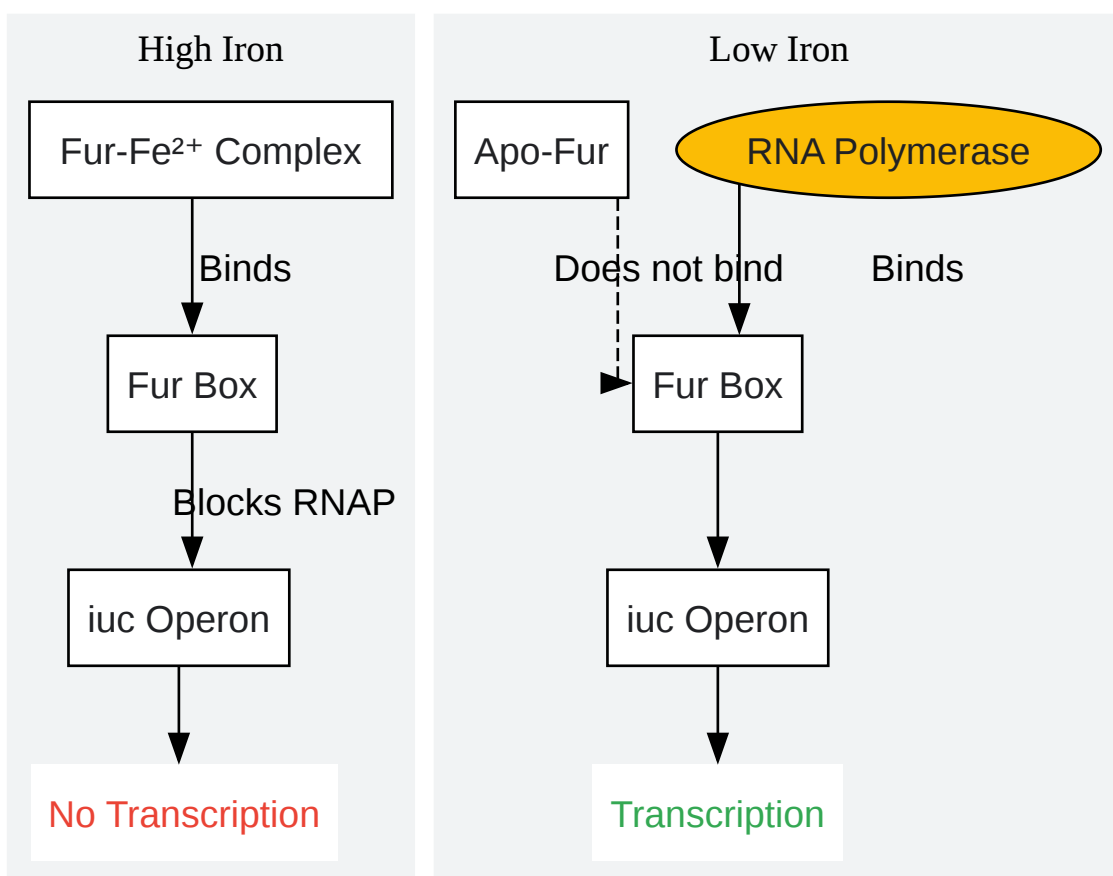 High Iron
Fur-Fe²⁺ Complex
Binds
Fur Box
Blocks RNAP
iuc Operon
No Transcription
Low Iron
Apo-Fur
RNA Polymerase
Does not bind
Binds
Fur Box
iuc Operon
Transcription